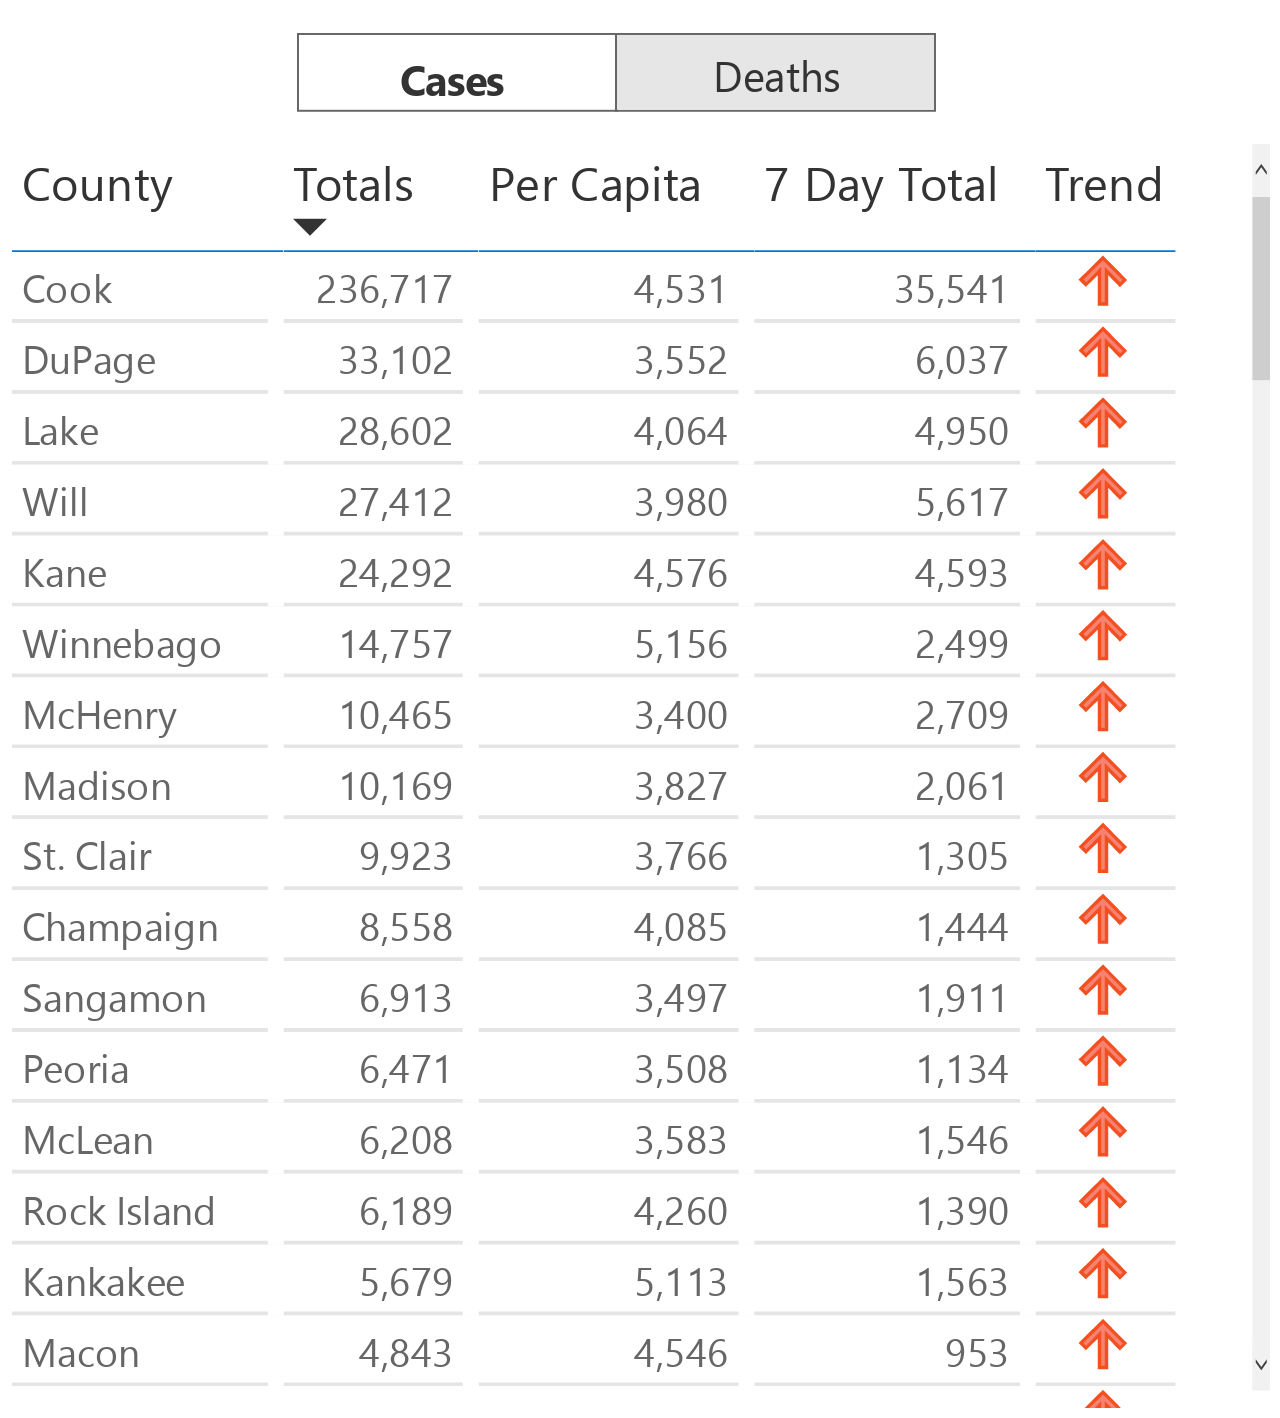 Cases Deaths
County Totals Per Capita 7 Day Total Trend
Cook 236,717 4,531 35,541
DuPage 33,102 3,552 6,037
Lake 28,602 4,064 4,950
Will 27,412 3,980 5,617
Kane 24,292 4,576 4,593
Winnebago 14,757 5,156 2,499
McHenry 10,465 3,400 2,709
Madison 10,169 3,827 2,061
St. Clair 9,923 3,766 1,305
Champaign 8,558 4,085 1,444
Sangamon 6,913 3,497 1,911
Peoria 6,471 3,508 1,134
McLean 6,208 3,583 1,546
Rock Island 6,189 4,260 1,390
Kankakee 5,679 5,113 1,563
Macon 4,843 4,546 953